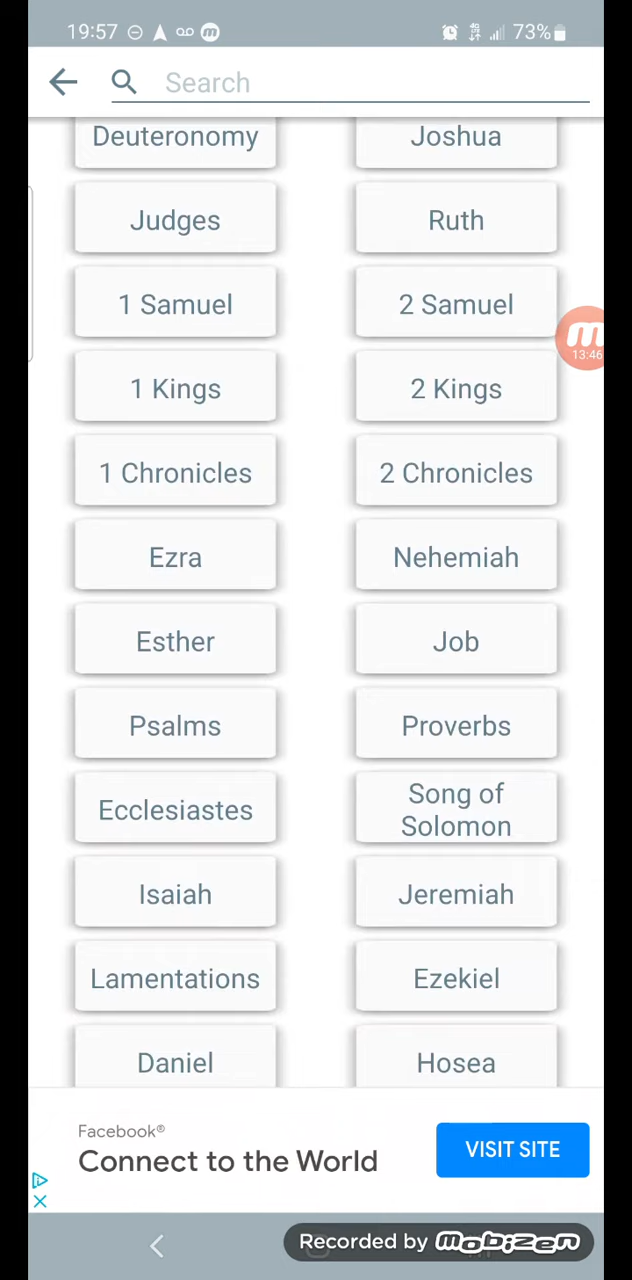 19:57 73%
Search
Deuteronomy Joshua
Judges Ruth
1 Samuel 2 Samuel
13:46
1 Kings 2 Kings
1 Chronicles 2 Chronicles
Ezra Nehemiah
Esther Job
Psalms Proverbs
Ecclesiastes Song of
Solomon
Isaiah Jeremiah
Lamentations Ezekiel
Daniel Hosea
Facebook®
Connect to the World VISIT SITE
Recorded by mobizen